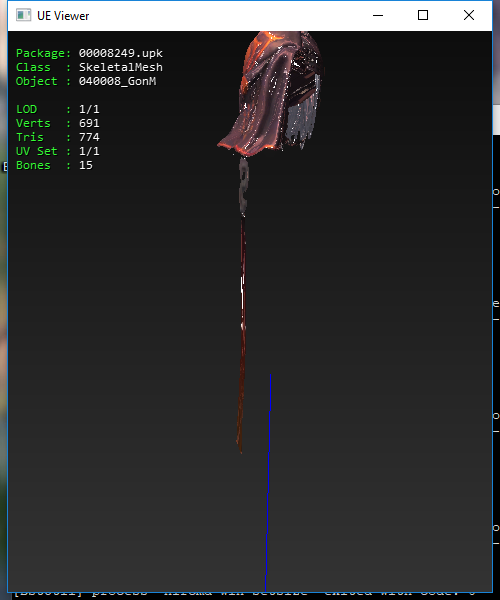 UE Viewer
Package: 00008249.upk
Class : SkeletalMesh
Object : 040008_GonM
LOD : 1/1
Verts : 691
Tris : 774
UV Set : 1/1
Bones : 15